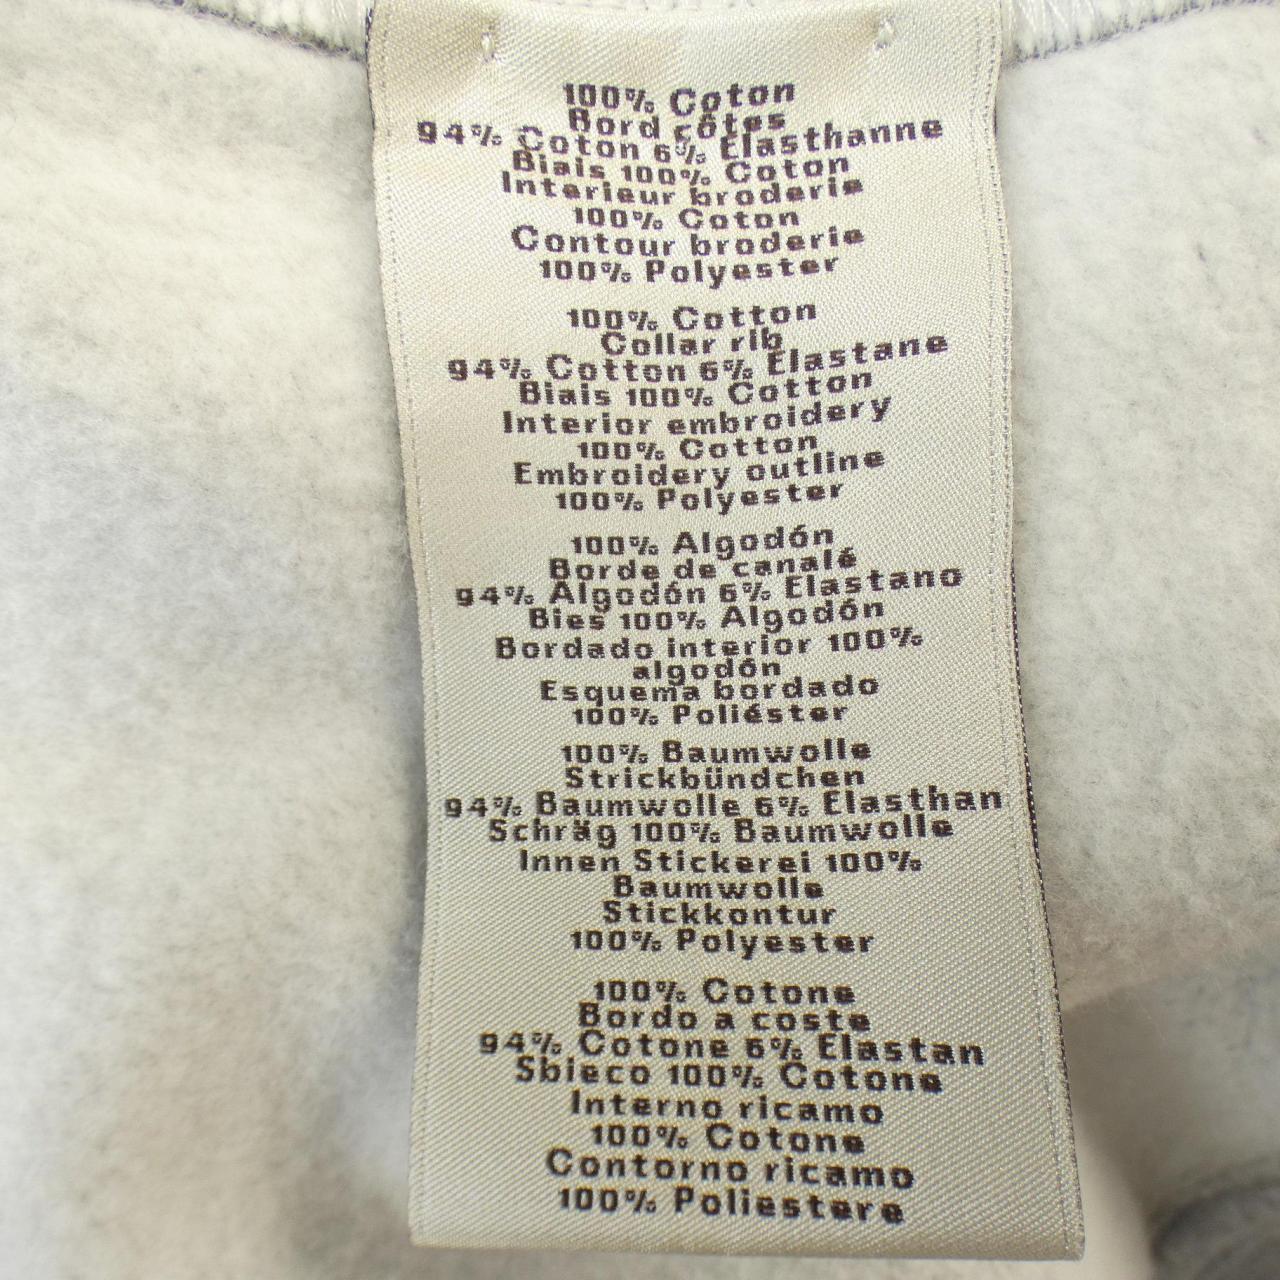 100% Coton
Bord côtes
94% Coton 6% Elasthanne
Biais 100% Coton
Interieur broderie
100% Coton
Contour broderie
100% Polyester
100% Cotton
Collar rib
94% Cotton 6% Elastane
Biais 100% Cotton
Interior embroidery
100% Cotton
Embroidery outline
100% Polyester
100% Algodón
Borde de canalé
94% Algodón 6% Elastano
Bies 100% Algodón
Bordado interior 100%
algodón
Esquema bordado
100% Poliéster
100% Baumwolle
Strickbündchen
94% Baumwolle 6% Elasthan
Schräg 100% Baumwolle
Innen Stickerei 100%
Baumwolle
Stickkontur
100% Polyester
100% Cotone
Bordo a coste
94% Cotone 6% Elastan
Sbieco 100% Cotone
Interno ricamo
100% Cotone
Contorno ricamo
100% Poliestere